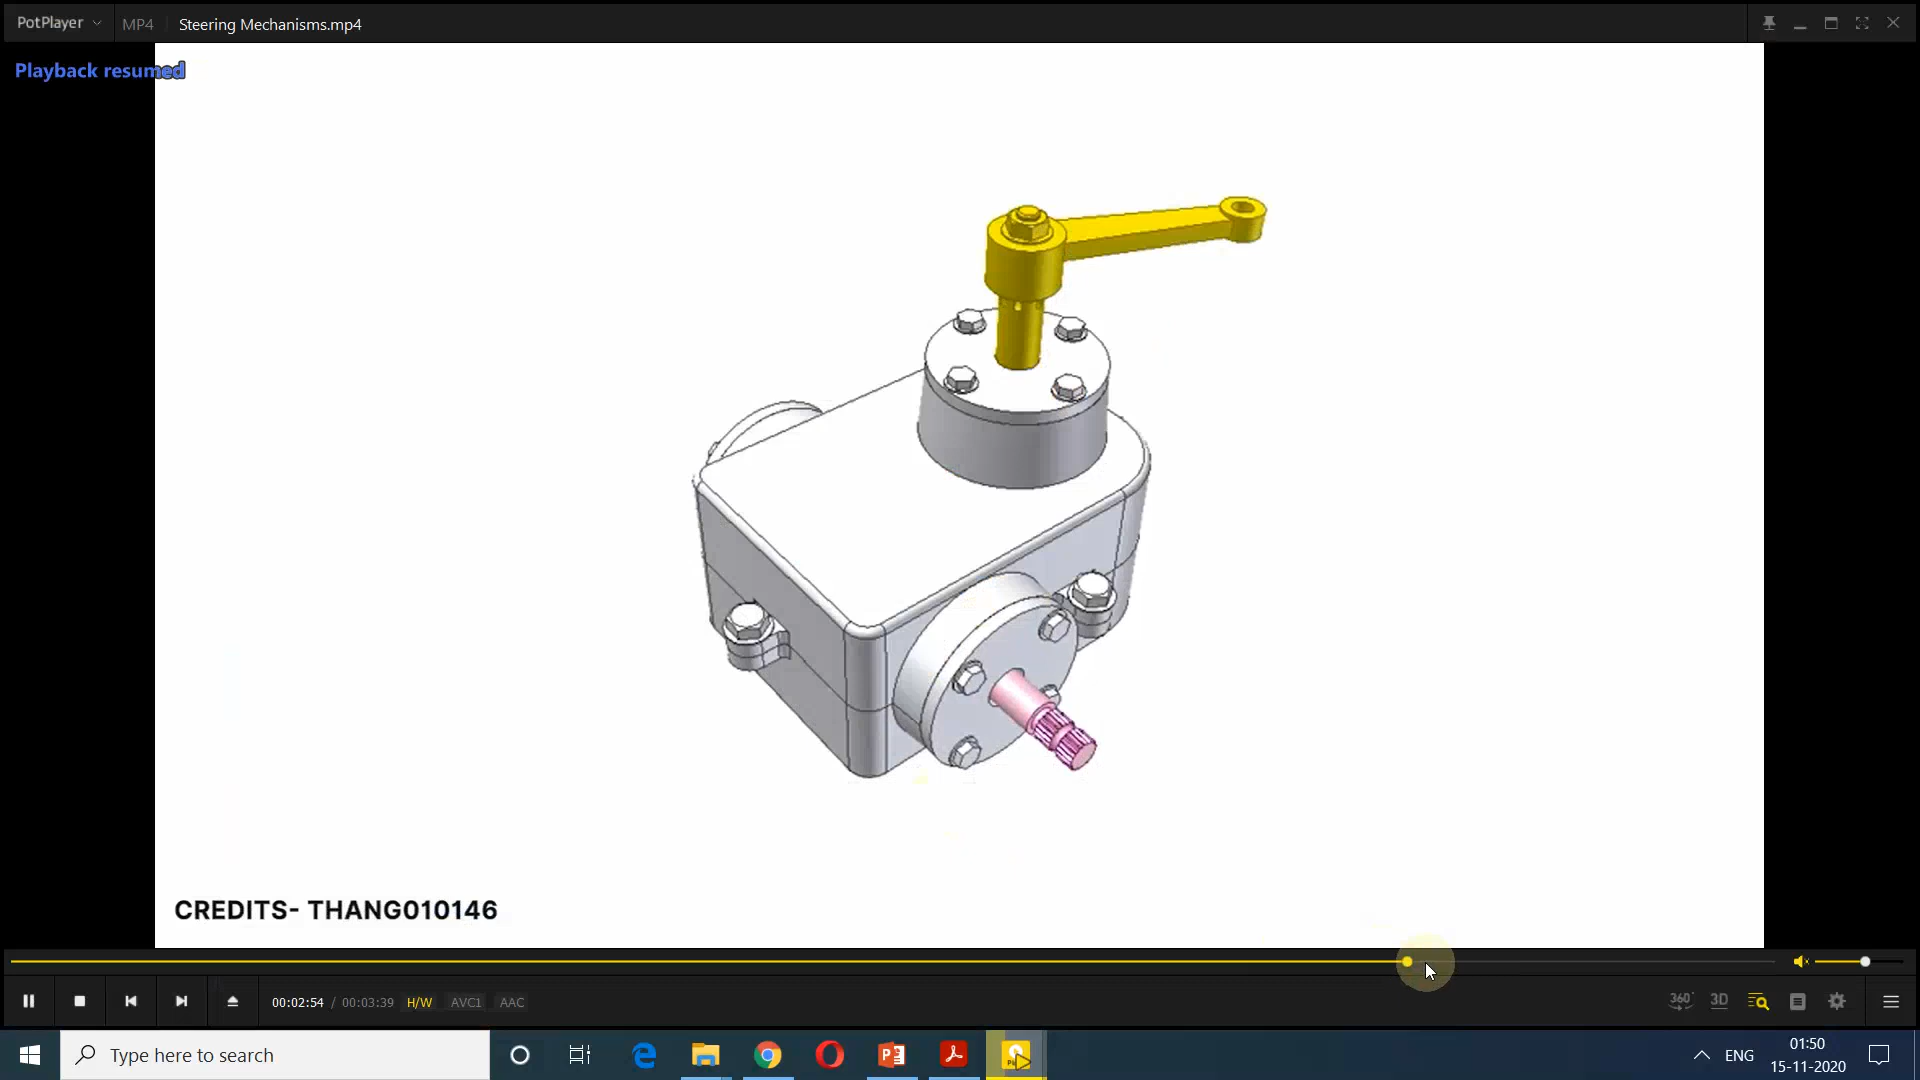 PotPlayer
MP4
Steering Mechanisms.mp4
Playback resumed
CREDITS- THANG010146
00:02:54 / 00:03:39 H/W AVC1 AAC
360°
3D
Type here to search
ENG
01:50
15-11-2020